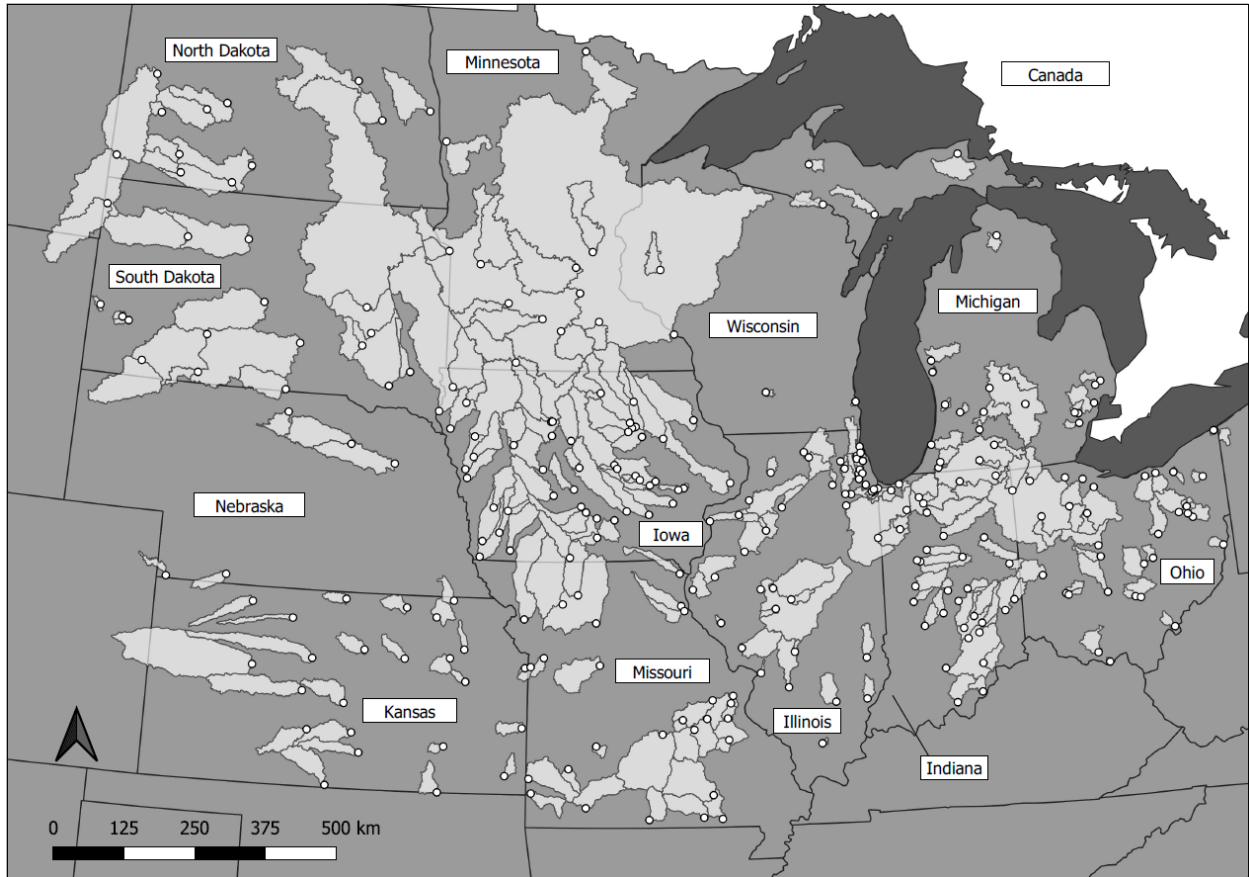 North Dakota
Minnesota
Canada
South Dakota
Michigan
Wisconsin
Nebraska
Iowa
Ohio
Missouri
Kansas
Illinois
Indiana
0 125 250 375 500 km